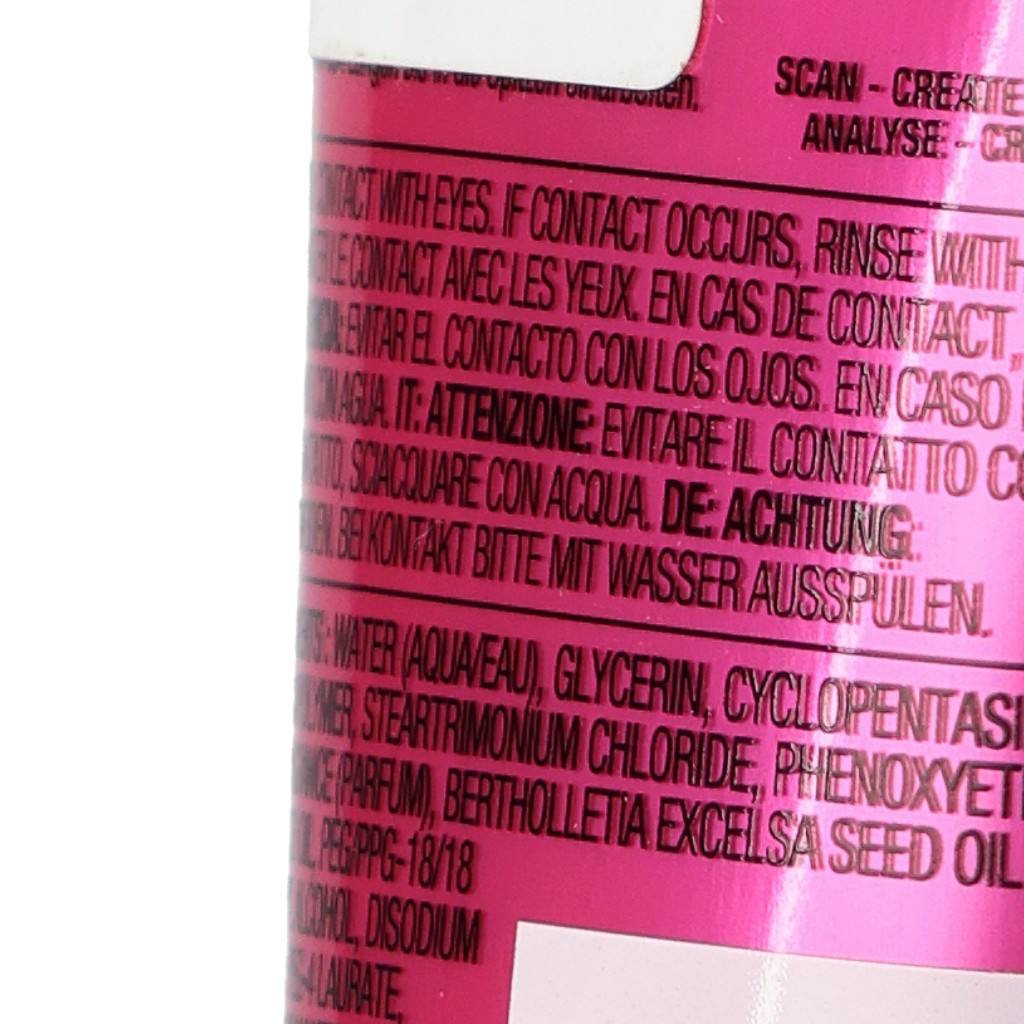 SCAN - CREATE
ANALYSE - CR
CONTACT WITH EYES. IF CONTACT OCCURS, RINSE WITH
LE CONTACT AVEC LES YEUX. EN CAS DE CONTACT,
EVITAR EL CONTACTO CON LOS OJOS. EN CASO
CON AGUA. IT: ATTENZIONE: EVITARE IL CONTATTO CO
SCIACQUARE CON ACQUA. DE: ACHTUNG:
BEI KONTAKT BITTE MIT WASSER AUSSPÜLEN.
WATER (AQUA/EAU), GLYCERIN, CYCLOPENTASI
STEARTRIMONIUM CHLORIDE, PHENOXYET
(PARFUM), BERTHOLLETIA EXCELSA SEED OIL
PEG/PPG-18/18
ALCOHOL, DISODIUM
LAURATE,